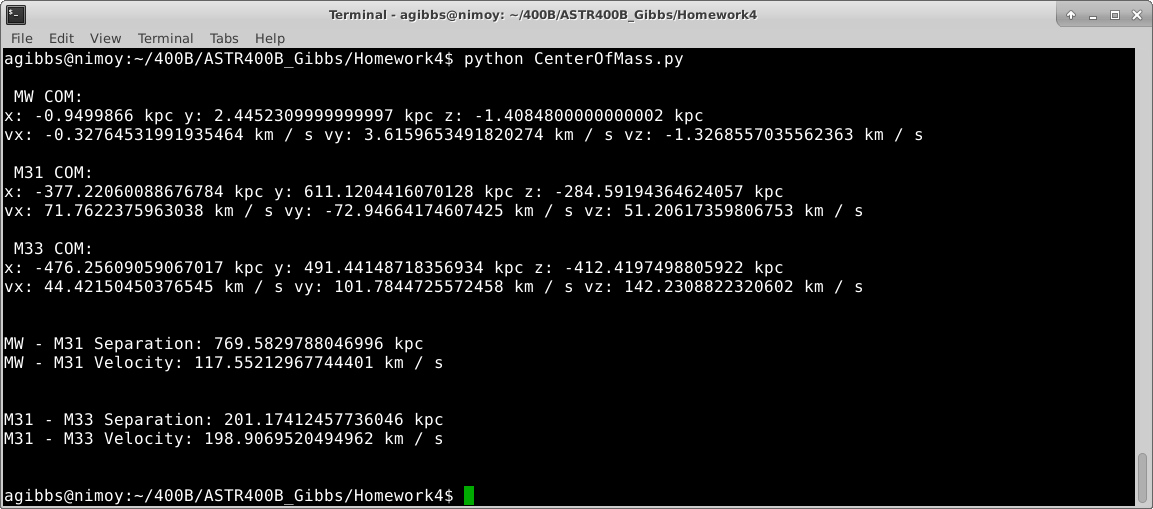 Terminal - agibbs@nimoy: ~/400B/ASTR400B_Gibbs/Homework4
File Edit View Terminal Tabs Help
agibbs@nimoy:~/400B/ASTR400B_Gibbs/Homework4$ python CenterOfMass.py
MW COM:
x: -0.9499866 kpc y: 2.4452309999999997 kpc z: -1.4084800000000002 kpc
vx: -0.32764531991935464 km / s vy: 3.6159653491820274 km / s vz: -1.3268557035562363 km / s
M31 COM:
x: -377.22060088676784 kpc y: 611.1204416070128 kpc z: -284.59194364624057 kpc
vx: 71.7622375963038 km / s vy: -72.94664174607425 km / s vz: 51.20617359806753 km / s
M33 COM:
x: -476.25609059067017 kpc y: 491.44148718356934 kpc z: -412.4197498805922 kpc
vx: 44.42150450376545 km / s vy: 101.7844725572458 km / s vz: 142.2308822320602 km / s
MW - M31 Separation: 769.5829788046996 kpc
MW - M31 Velocity: 117.55212967744401 km / s
M31 - M33 Separation: 201.17412457736046 kpc
M31 - M33 Velocity: 198.9069520494962 km / s
agibbs@nimoy:~/400B/ASTR400B_Gibbs/Homework4$